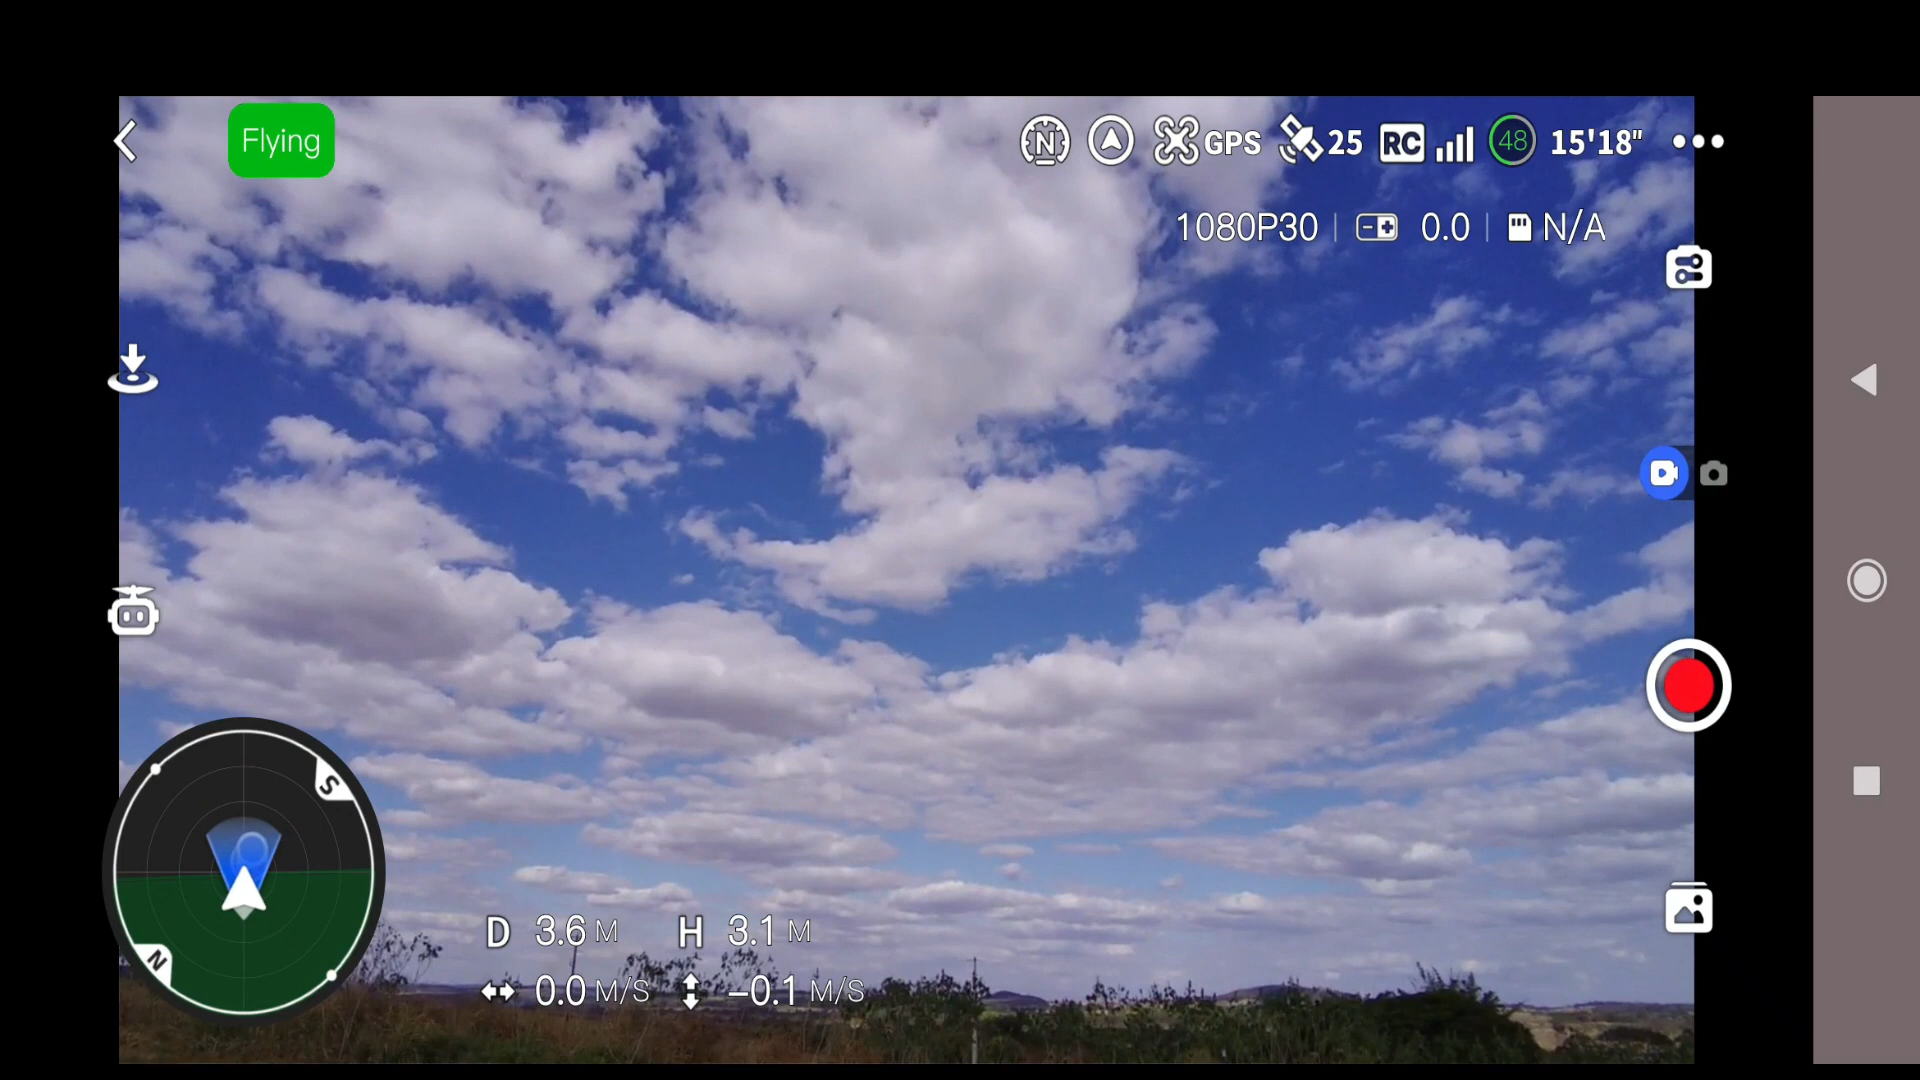 Flying
N GPS 25 RC 48 15'18"
1080P30 0.0 N/A
S
N
D 3.6 M H 3.1 M
0.0 M/S −0.1 M/S